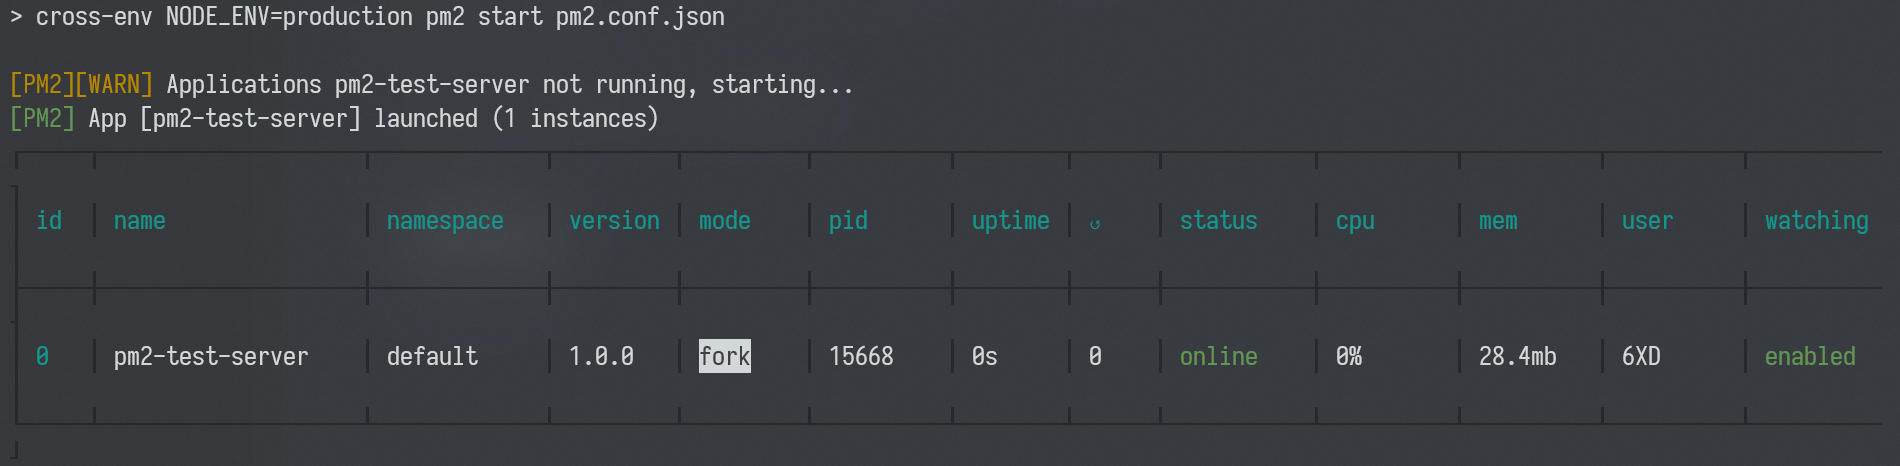 > cross-env NODE_ENV=production pm2 start pm2.conf.json
[PM2][WARN] Applications pm2-test-server not running, starting...
[PM2] App [pm2-test-server] launched (1 instances)
id name namespace version mode pid uptime ↺ status cpu mem user watching
0 pm2-test-server default 1.0.0 fork 15668 0s 0 online 0% 28.4mb 6XD enabled